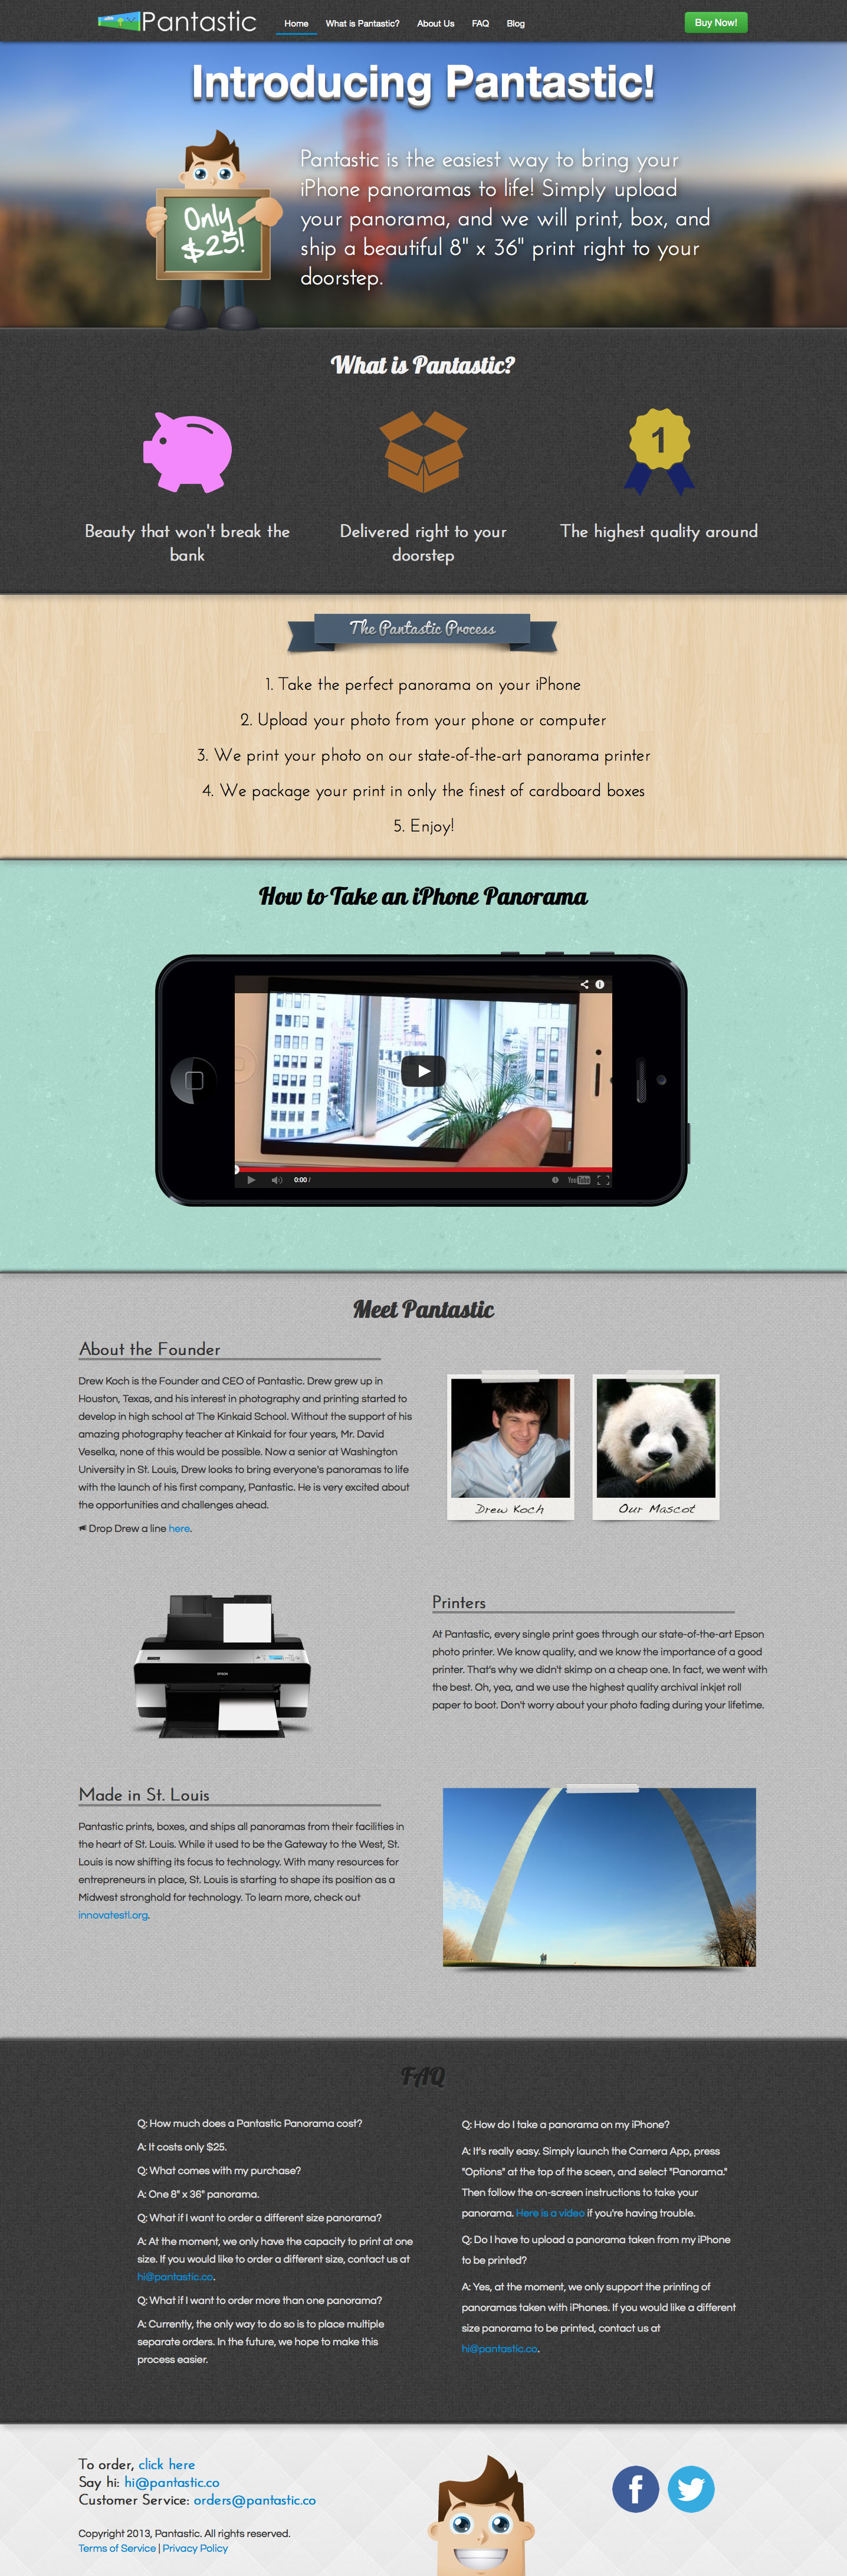 Pantastic
Home What is Pantastic? About Us FAQ Blog
Buy Now!
Introducing Pantastic!
Only
$25!
Pantastic is the easiest way to bring your
iPhone panoramas to life! Simply upload
your panorama, and we will print, box, and
ship a beautiful 8" x 36" print right to your
doorstep.
What is Pantastic?
1
Beauty that won't break the
bank
Delivered right to your
doorstep
The highest quality around
The Pantastic Process
1. Take the perfect panorama on your iPhone
2. Upload your photo from your phone or computer
3. We print your photo on our state-of-the-art panorama printer
4. We package your print in only the finest of cardboard boxes
5. Enjoy!
How to Take an iPhone Panorama
0:00 /
YouTube
Meet Pantastic
About the Founder
Drew Koch is the Founder and CEO of Pantastic. Drew grew up in
Houston, Texas, and his interest in photography and printing started to
develop in high school at The Kinkaid School. Without the support of his
amazing photography teacher at Kinkaid for four years, Mr. David
Veselka, none of this would be possible. Now a senior at Washington
University in St. Louis, Drew looks to bring everyone's panoramas to life
with the launch of his first company, Pantastic. He is very excited about
the opportunities and challenges ahead.
Drop Drew a line here.
Drew Koch
Our Mascot
EPSON
Printers
At Pantastic, every single print goes through our state-of-the-art Epson
photo printer. We know quality, and we know the importance of a good
printer. That's why we didn't skimp on a cheap one. In fact, we went with
the best. Oh, yea, and we use the highest quality archival inkjet roll
paper to boot. Don't worry about your photo fading during your lifetime.
Made in St. Louis
Pantastic prints, boxes, and ships all panoramas from their facilities in
the heart of St. Louis. While it used to be the Gateway to the West, St.
Louis is now shifting its focus to technology. With many resources for
entrepreneurs in place, St. Louis is starting to shape its position as a
Midwest stronghold for technology. To learn more, check out
innovatestl.org.
FAQ
Q: How much does a Pantastic Panorama cost?
A: It costs only $25.
Q: What comes with my purchase?
A: One 8" x 36" panorama.
Q: What if I want to order a different size panorama?
A: At the moment, we only have the capacity to print at one
size. If you would like to order a different size, contact us at
hi@pantastic.co.
Q: What if I want to order more than one panorama?
A: Currently, the only way to do so is to place multiple
separate orders. In the future, we hope to make this
process easier.
Q: How do I take a panorama on my iPhone?
A: It's really easy. Simply launch the Camera App, press
"Options" at the top of the sceen, and select "Panorama."
Then follow the on-screen instructions to take your
panorama. Here is a video if you're having trouble.
Q: Do I have to upload a panorama taken from my iPhone
to be printed?
A: Yes, at the moment, we only support the printing of
panoramas taken with iPhones. If you would like a different
size panorama to be printed, contact us at
hi@pantastic.co.
To order, click here
Say hi: hi@pantastic.co
Customer Service: orders@pantastic.co
Copyright 2013, Pantastic. All rights reserved.
Terms of Service | Privacy Policy